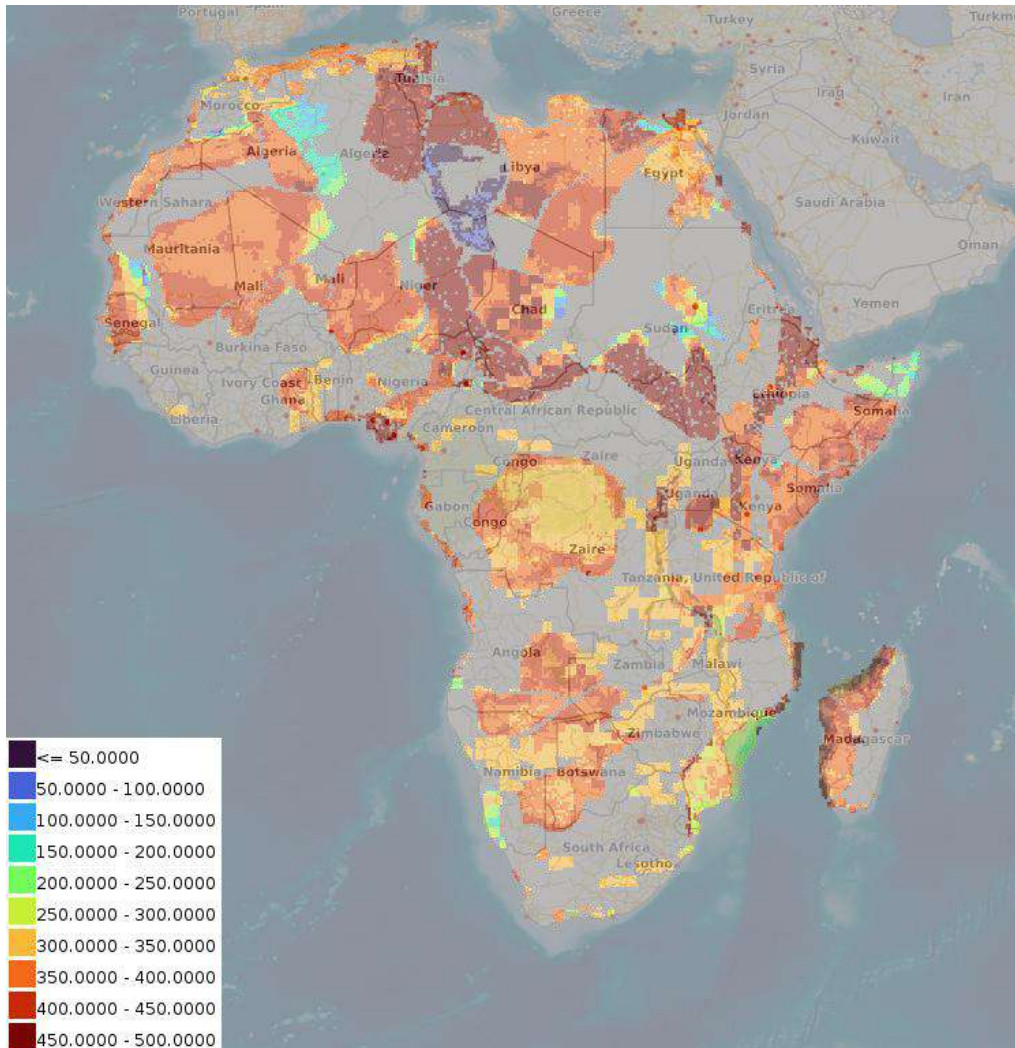 Portugal
Greece
Turkey
Turkm
Syria
Iraq
Iran
Jordan
Kuwait
Tunisia
Morocco
Algeria
Algeria
Libya
Egypt
Western Sahara
Saudi Arabia
Oman
Mauritania
Mali
Mali
Niger
Chad
Sudan
Eritrea
Yemen
Senegal
Burkina Faso
Guinea
Ivory Coast
Benin
Ghana
Nigeria
Liberia
Ethiopia
Somalia
Central African Republic
Cameroon
Congo
Zaire
Uganda
Kenya
Somalia
Uganda
Kenya
Gabon
Congo
Zaire
Tanzania, United Republic of
Angola
Zambia
Malawi
Mozambique
Zimbabwe
Madagascar
Namibia
Botswana
South Africa
Lesotho
<= 50.0000
50.0000 - 100.0000
100.0000 - 150.0000
150.0000 - 200.0000
200.0000 - 250.0000
250.0000 - 300.0000
300.0000 - 350.0000
350.0000 - 400.0000
400.0000 - 450.0000
450.0000 - 500.0000